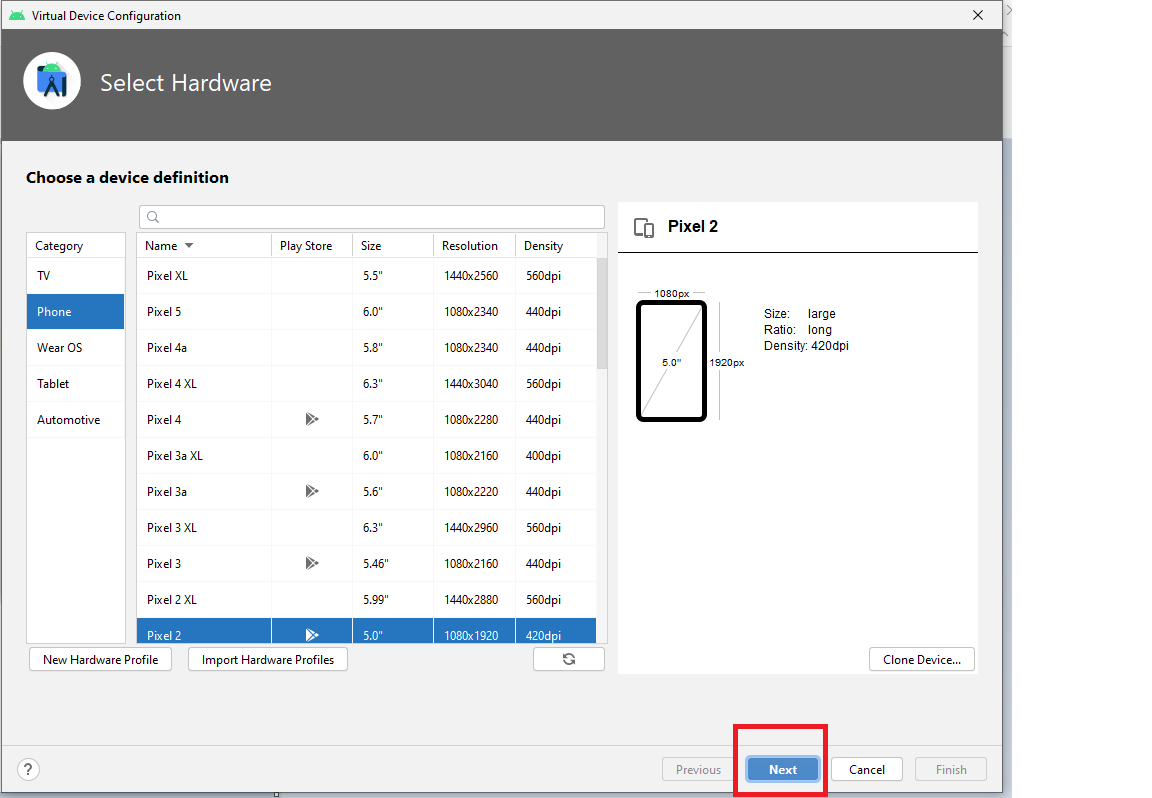 Virtual Device Configuration
Select Hardware
Choose a device definition
Category
TV
Phone
Wear OS
Tablet
Automotive
Name Play Store Size Resolution Density
Pixel XL 5.5" 1440x2560 560dpi
Pixel 5 6.0" 1080x2340 440dpi
Pixel 4a 5.8" 1080x2340 440dpi
Pixel 4 XL 6.3" 1440x3040 560dpi
Pixel 4 5.7" 1080x2280 440dpi
Pixel 3a XL 6.0" 1080x2160 400dpi
Pixel 3a 5.6" 1080x2220 440dpi
Pixel 3 XL 6.3" 1440x2960 560dpi
Pixel 3 5.46" 1080x2160 440dpi
Pixel 2 XL 5.99" 1440x2880 560dpi
Pixel 2 5.0" 1080x1920 420dpi
New Hardware Profile Import Hardware Profiles
Pixel 2
1080px
5.0" 1920px
Size: large
Ratio: long
Density: 420dpi
Clone Device...
? Previous Next Cancel Finish